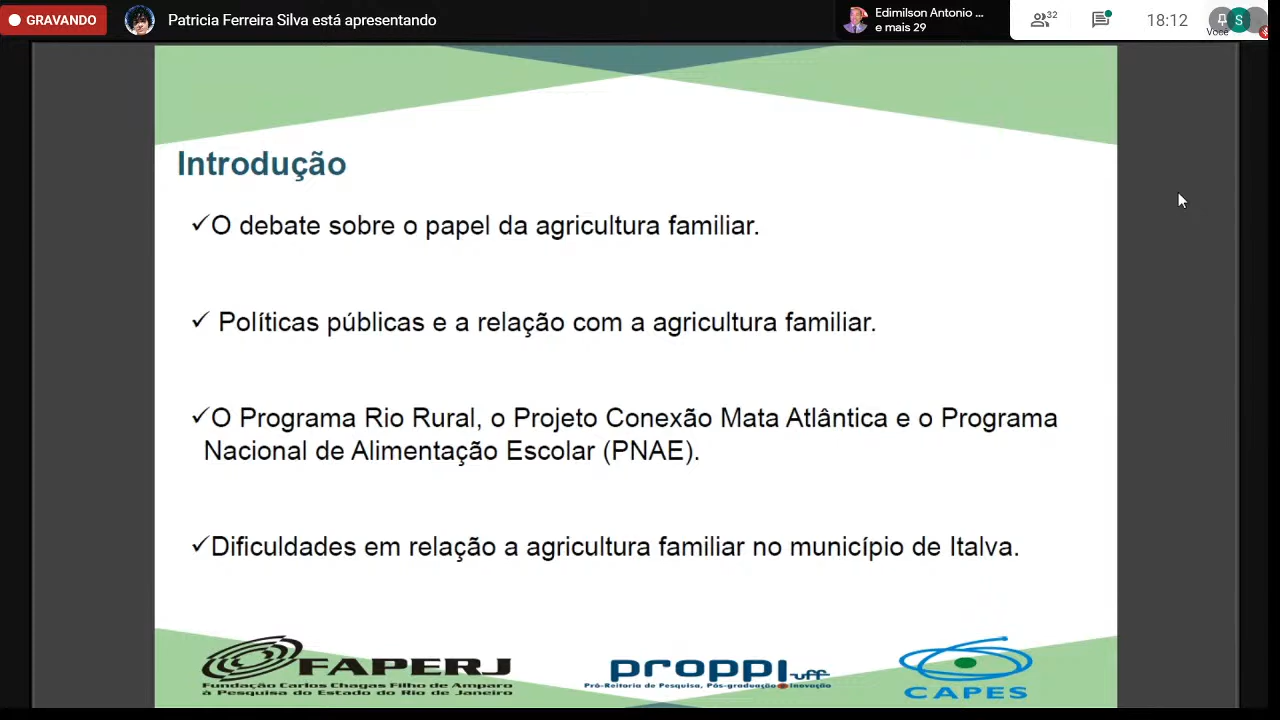 GRAVANDO
Patricia Ferreira Silva está apresentando
Edimilson Antonio ...
e mais 29
32
18:12
S
Você
Introdução
✓O debate sobre o papel da agricultura familiar.
✓ Políticas públicas e a relação com a agricultura familiar.
✓O Programa Rio Rural, o Projeto Conexão Mata Atlântica e o Programa
Nacional de Alimentação Escolar (PNAE).
✓Dificuldades em relação a agricultura familiar no município de Italva.
FAPERJ
Fundação Carlos Chagas Filho de Amparo
à Pesquisa do Estado do Rio de Janeiro
proppi uff
Pró-Reitoria de Pesquisa, Pós-graduação e Inovação
CAPES